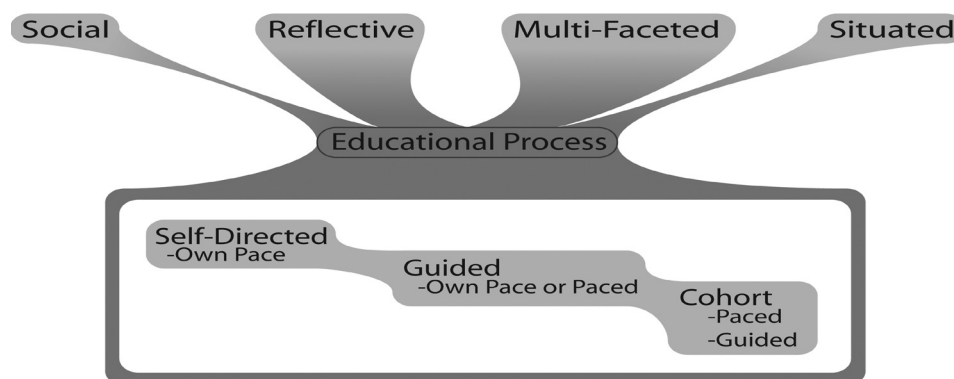 Social
Reflective
Multi-Faceted
Situated
Educational Process
Self-Directed
-Own Pace
Guided
-Own Pace or Paced
Cohort
-Paced
-Guided